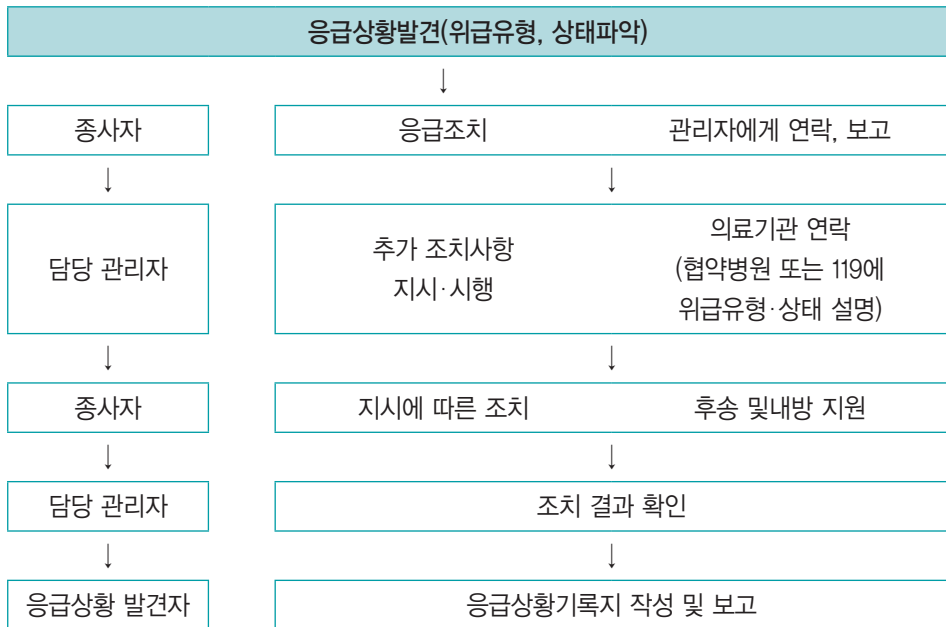 응급상황발견(위급유형, 상태파악)
↓
종사자
응급조치 관리자에게 연락, 보고
↓ ↓
담당 관리자
추가 조치사항
지시·시행
의료기관 연락
(협약병원 또는 119에
위급유형·상태 설명)
↓ ↓
종사자
지시에 따른 조치 후송 및내방 지원
↓ ↓
담당 관리자
조치 결과 확인
↓ ↓
응급상황 발견자
응급상황기록지 작성 및 보고